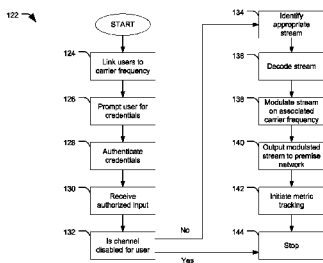 122
START
124
Link users to
carrier frequency
126
Prompt user for
credentials
128
Authenticate
credentials
130
Receive
authorized input
132
Is channel
disabled for user
No
Yes
134
Identify
appropriate
stream
136
Decode stream
138
Modulate stream
on associated
carrier frequency
140
Output modulated
stream to premise
network
142
Initiate metric
tracking
144
Stop